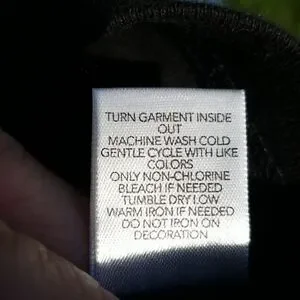 TURN GARMENT INSIDE
OUT
MACHINE WASH COLD
GENTLE CYCLE WITH LIKE
COLORS
ONLY NON-CHLORINE
BLEACH IF NEEDED
TUMBLE DRY LOW
WARM IRON IF NEEDED
DO NOT IRON ON
DECORATION